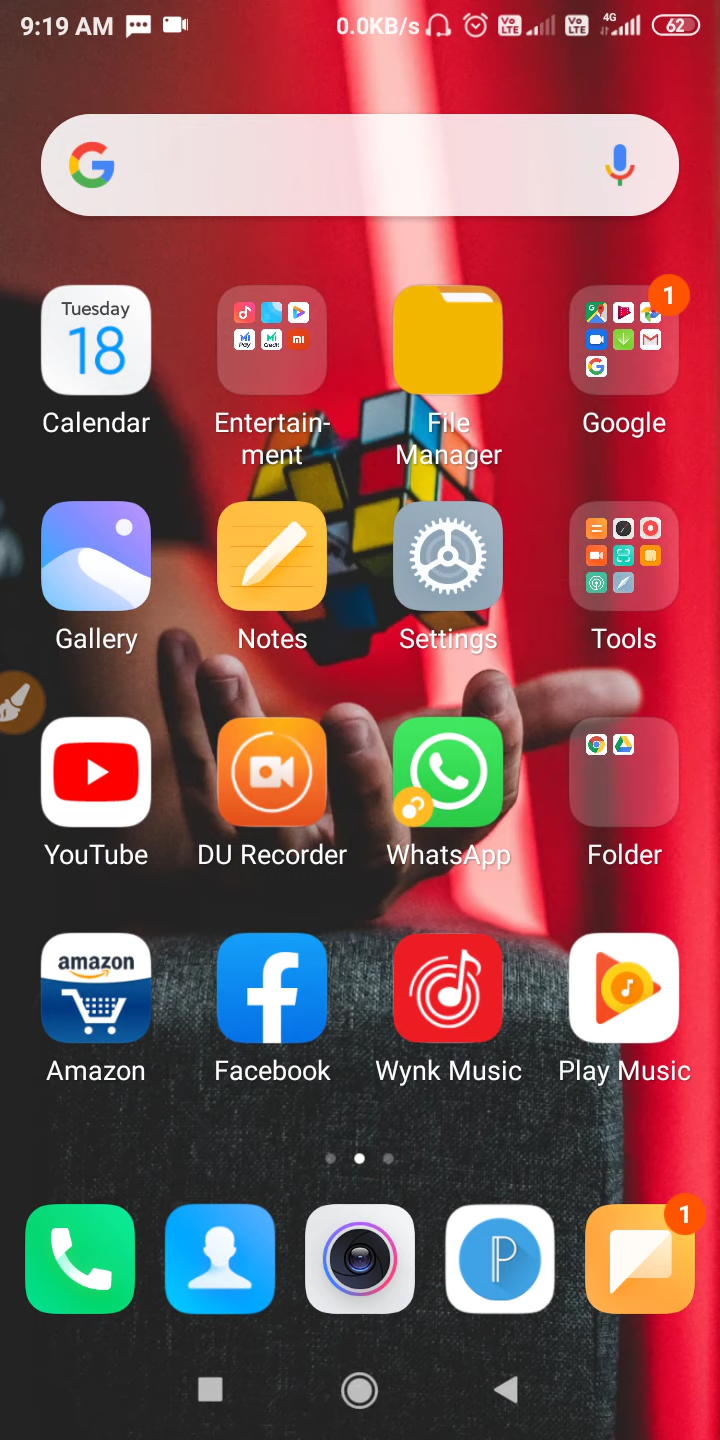 9:19 AM 0.0KB/s Vo LTE Vo LTE 4G 62
G
Tuesday
18
1
Calendar
Entertain-
ment
File
Manager
Google
Gallery
Notes
Settings
Tools
YouTube
DU Recorder
WhatsApp
Folder
amazon
f
Amazon
Facebook
Wynk Music
Play Music
P
1